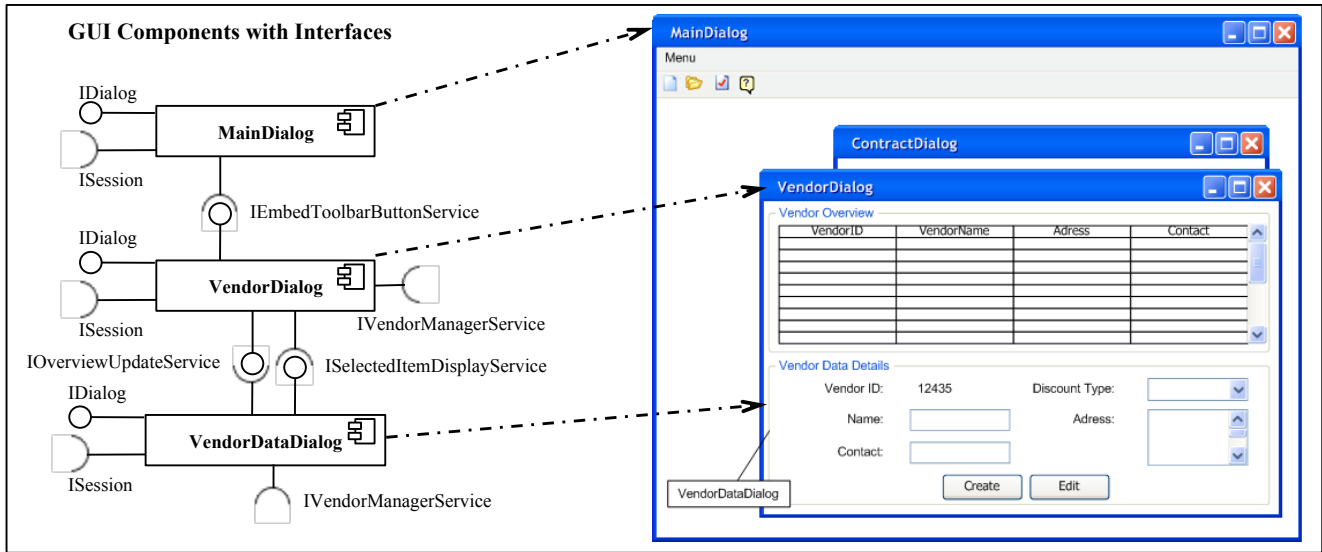 GUI Components with Interfaces
IDialog
MainDialog
ISession
IEmbedToolbarButtonService
IDialog
VendorDialog
ISession
IVendorManagerService
IOverviewUpdateService
ISelectedItemDisplayService
IDialog
VendorDataDialog
ISession
IVendorManagerService
MainDialog
Menu
ContractDialog
VendorDialog
Vendor Overview
VendorID VendorName Adress Contact
Vendor Data Details
Vendor ID: 12435 Discount Type:
Name: Adress:
Contact:
Create Edit
VendorDataDialog